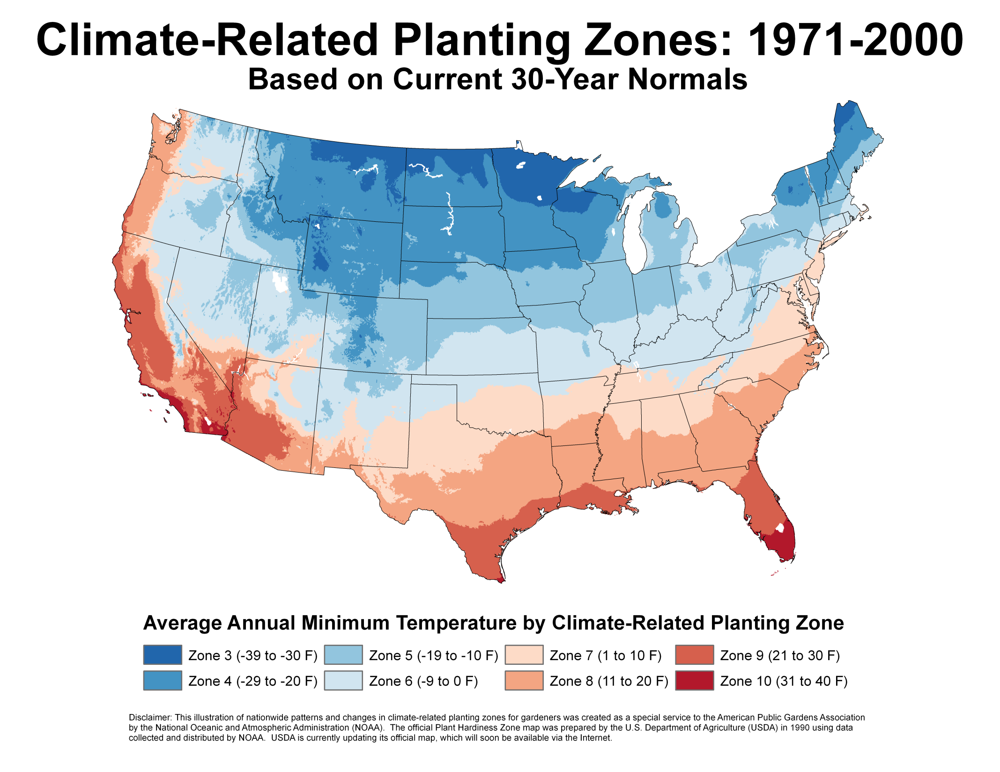 Climate-Related Planting Zones: 1971-2000
Based on Current 30-Year Normals
Average Annual Minimum Temperature by Climate-Related Planting Zone
Zone 3 (-39 to -30 F)
Zone 5 (-19 to -10 F)
Zone 7 (1 to 10 F)
Zone 9 (21 to 30 F)
Zone 4 (-29 to -20 F)
Zone 6 (-9 to 0 F)
Zone 8 (11 to 20 F)
Zone 10 (31 to 40 F)
Disclaimer: This illustration of nationwide patterns and changes in climate-related planting zones for gardeners was created as a special service to the American Public Gardens Association
by the National Oceanic and Atmospheric Administration (NOAA).  The official Plant Hardiness Zone map was prepared by the U.S. Department of Agriculture (USDA) in 1990 using data
collected and distributed by NOAA.  USDA is currently updating its official map, which will soon be available via the Internet.